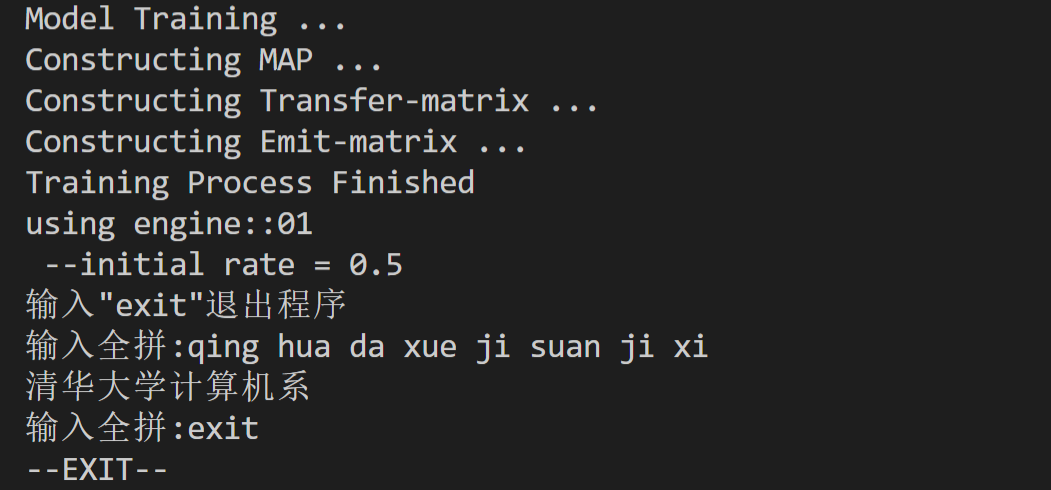 Model Training ...
Constructing MAP ...
Constructing Transfer-matrix ...
Constructing Emit-matrix ...
Training Process Finished
using engine::01
 --initial rate = 0.5
输入"exit"退出程序
输入全拼:qing hua da xue ji suan ji xi
清华大学计算机系
输入全拼:exit
--EXIT--